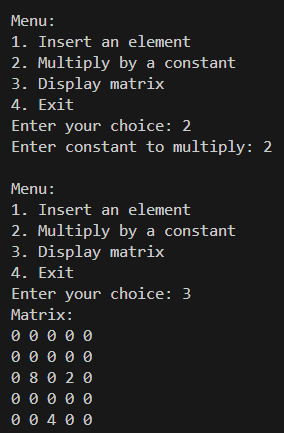 Menu:
1. Insert an element
2. Multiply by a constant
3. Display matrix
4. Exit
Enter your choice: 2
Enter constant to multiply: 2
Menu:
1. Insert an element
2. Multiply by a constant
3. Display matrix
4. Exit
Enter your choice: 3
Matrix:
0 0 0 0 0
0 0 0 0 0
0 8 0 2 0
0 0 0 0 0
0 0 4 0 0